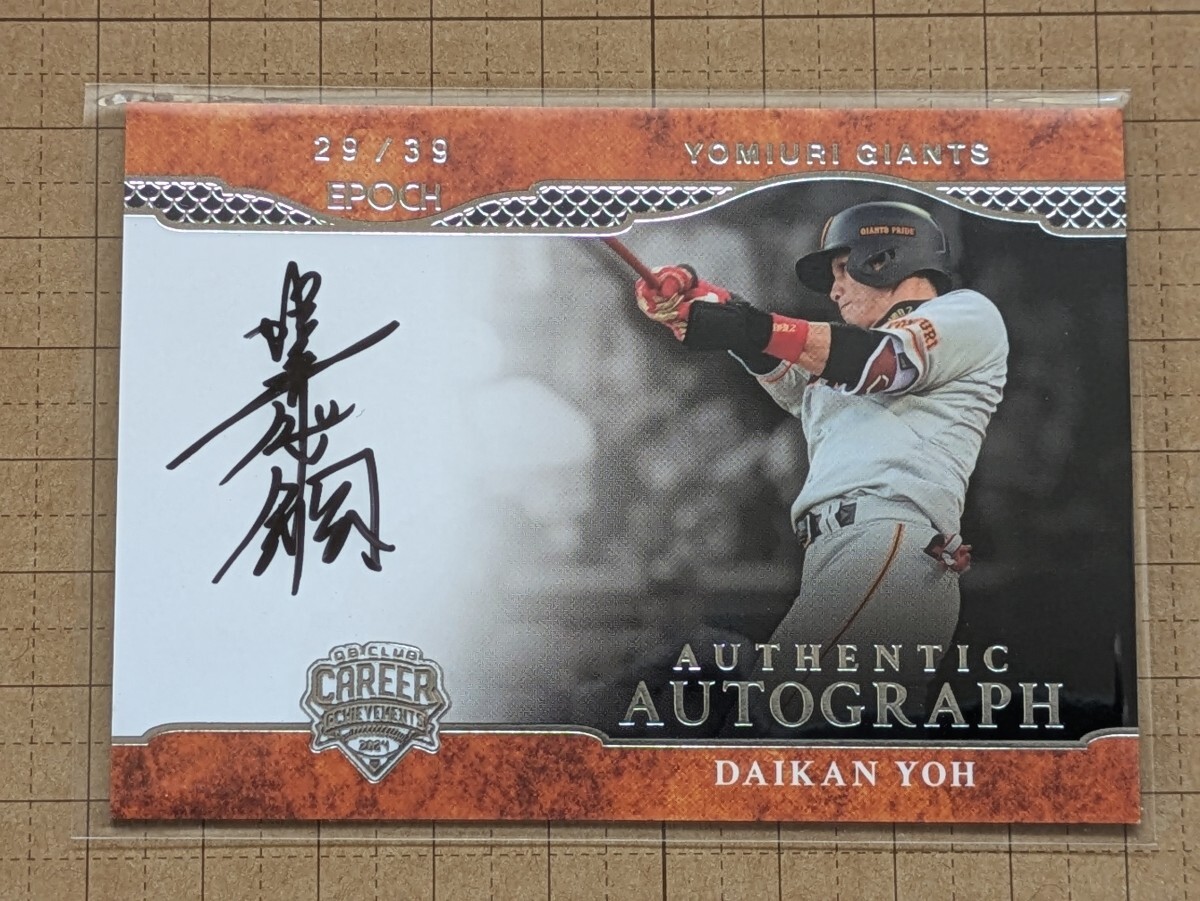 29/39
EPOCH
YOMIURI GIANTS
GIANTS PRIDE
OB CLUB
CAREER
ACHIEVEMENTS
2024
AUTHENTIC
AUTOGRAPH
DAIKAN YOH